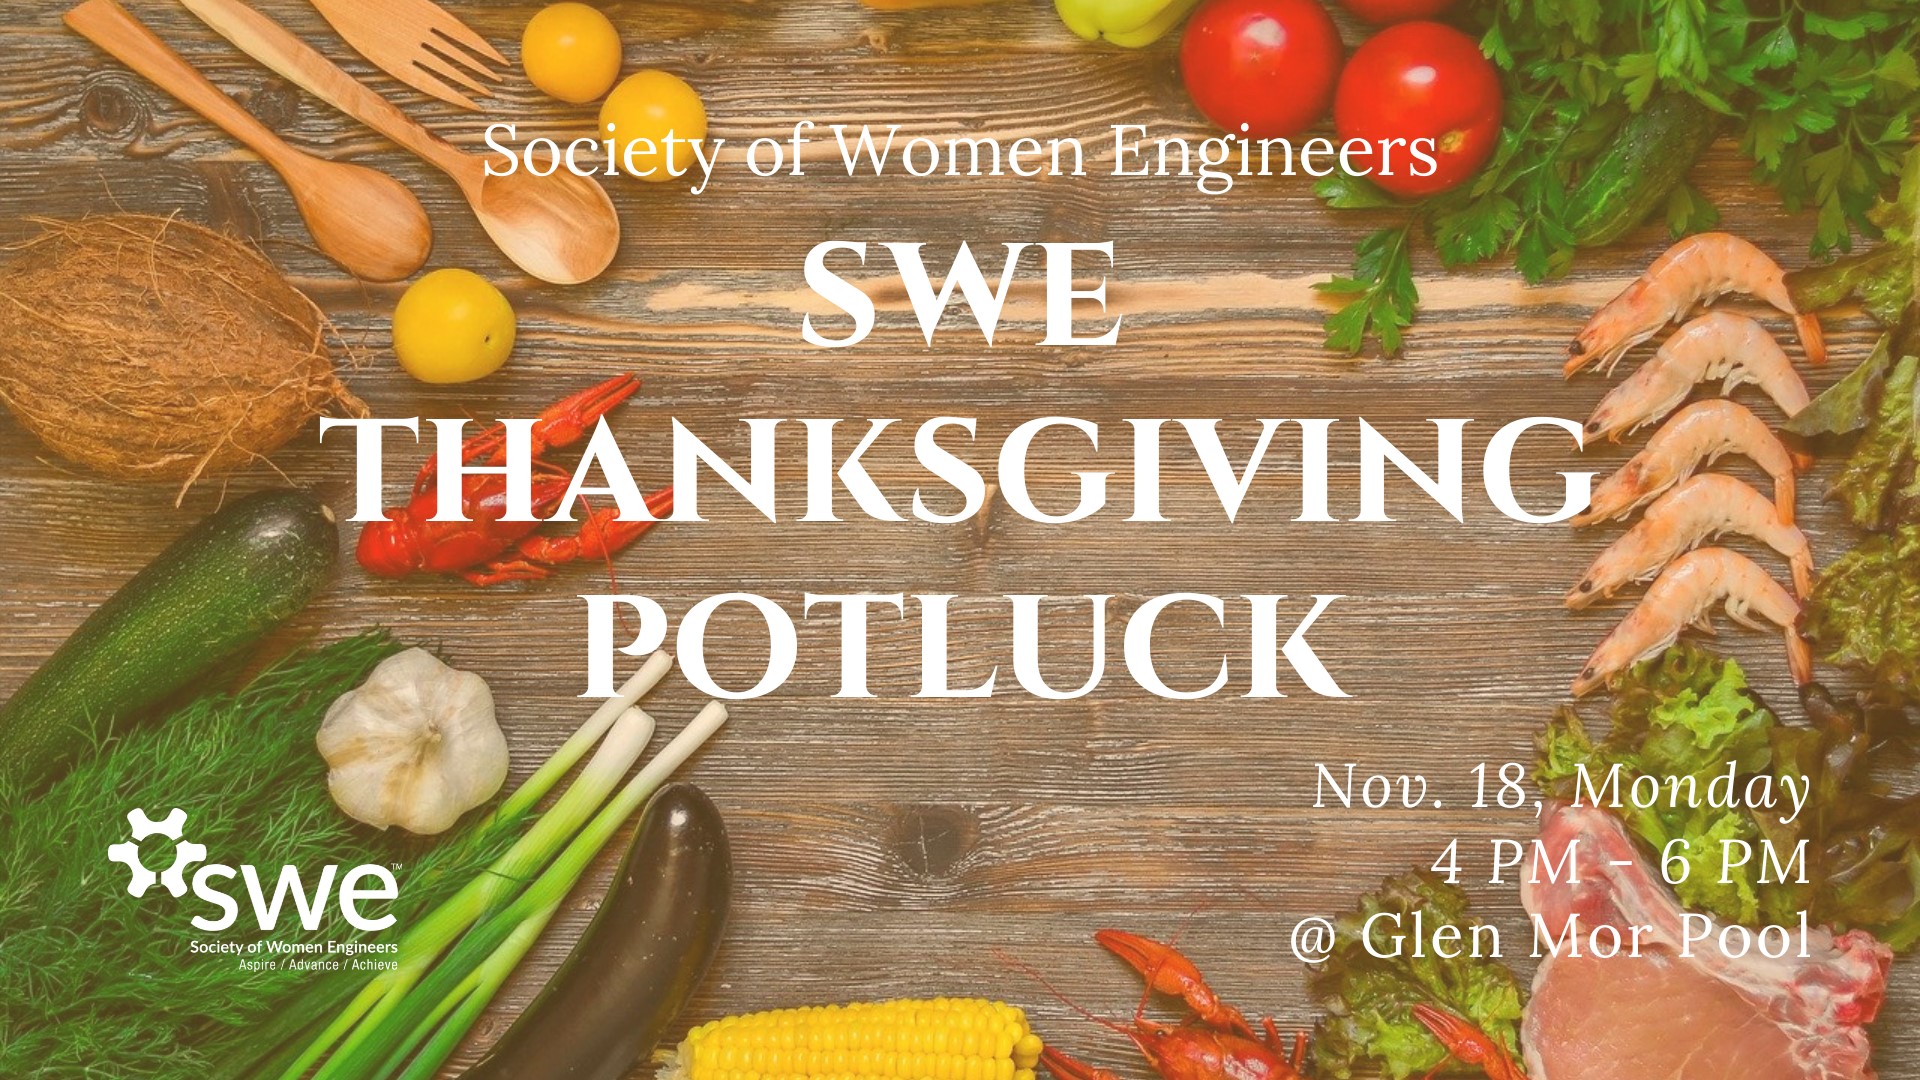 Society of Women Engineers
SWE
THANKSGIVING
POTLUCK
Nov. 18, Monday
4 PM - 6 PM
@ Glen Mor Pool
swe™
Society of Women Engineers
Aspire / Advance / Achieve